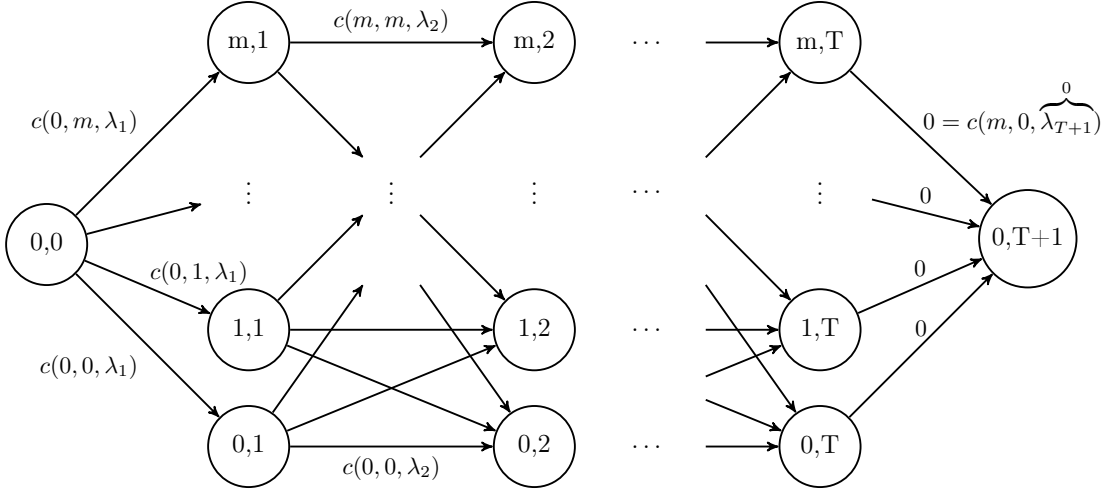 c(m, m, λ₂)
m,1
m,2
· · ·
m,T
c(0, m, λ₁)
0
0 = c(m, 0, λ_{T+1})
⋮
⋮
⋮
· · ·
⋮
0
0,0
0,T+1
c(0, 1, λ₁)
0
1,1
1,2
· · ·
1,T
0
c(0, 0, λ₁)
0,1
0,2
· · ·
0,T
c(0, 0, λ₂)